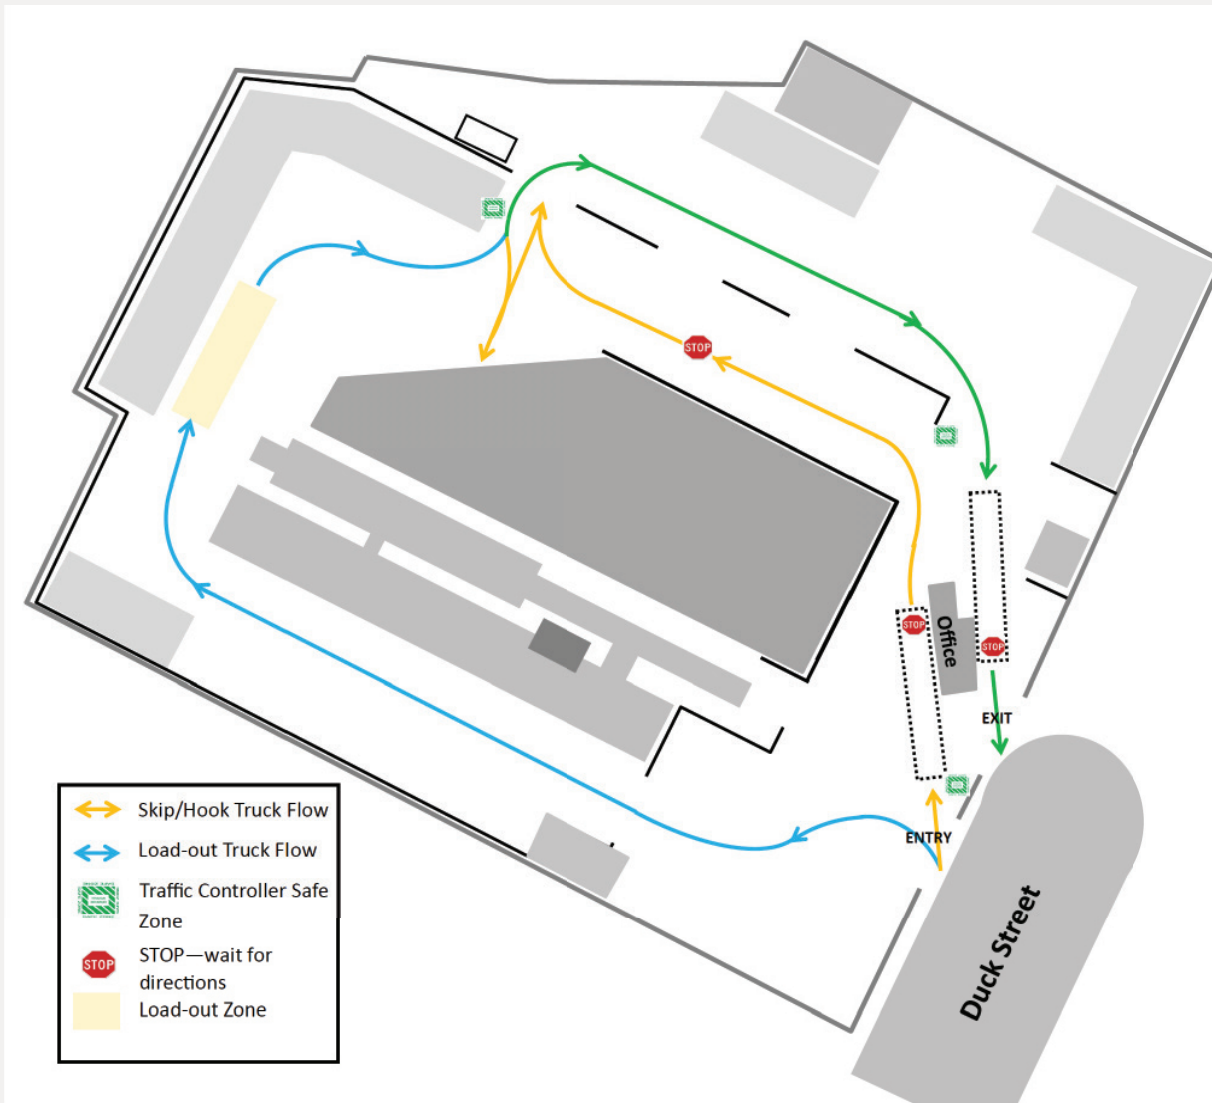 STOP
STOP
Office
STOP
EXIT
ENTRY
Duck Street
Skip/Hook Truck Flow
Load-out Truck Flow
Traffic Controller Safe
Zone
STOP
STOP—wait for
directions
Load-out Zone